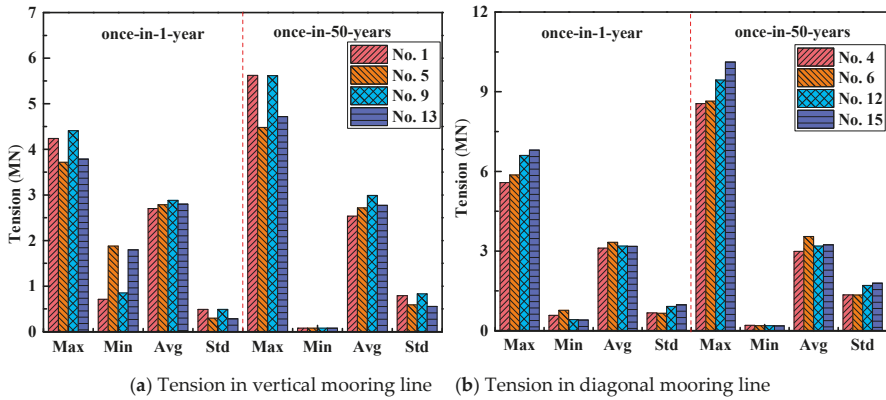 7
6
5
4
3
2
1
0
Tension (MN)
once-in-1-year
once-in-50-years
No. 1
No. 5
No. 9
No. 13
Max Min Avg Std Max Min Avg Std
12
9
6
3
0
Tension (MN)
once-in-1-year
once-in-50-years
No. 4
No. 6
No. 12
No. 15
Max Min Avg Std Max Min Avg Std
(a) Tension in vertical mooring line (b) Tension in diagonal mooring line